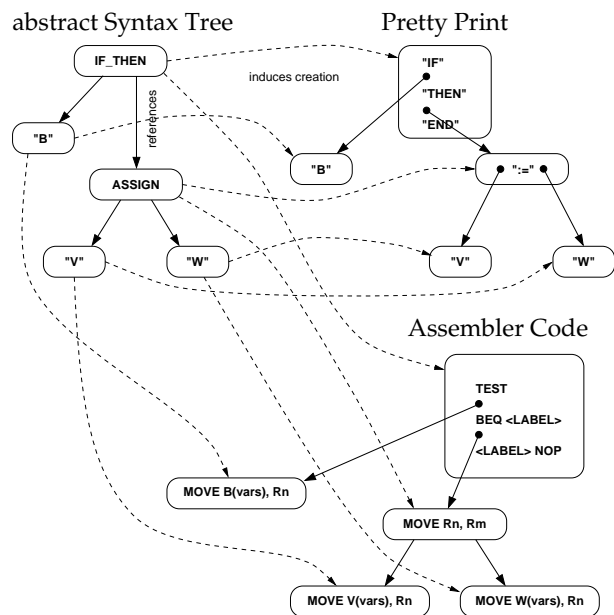 abstract Syntax Tree
Pretty Print
IF_THEN
induces creation
"IF"
"THEN"
"END"
references
"B"
"B"
":="
ASSIGN
"V"
"W"
"V"
"W"
Assembler Code
TEST
BEQ <LABEL>
<LABEL> NOP
MOVE B(vars), Rn
MOVE Rn, Rm
MOVE V(vars), Rn
MOVE W(vars), Rn